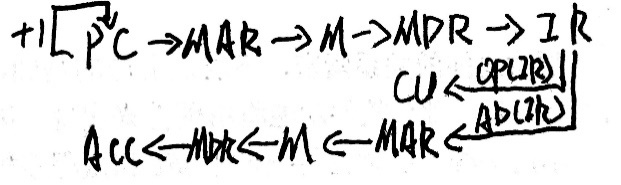 +1 PC → MAR → M → MDR → IR
CU ← OP(IR)
ACC ← MDR ← M ← MAR ← AD(IR)